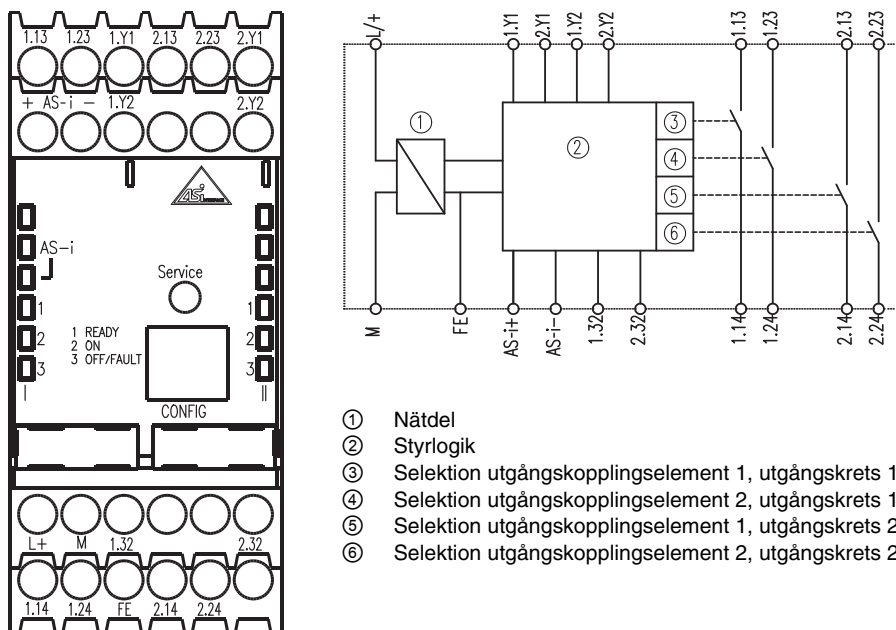 1.13 1.23 1.Y1 2.13 2.23 2.Y1
+ AS-i − 1.Y2 2.Y2
ASi
INTERFACE
AS-i
Service
1 1
2 2
3 3
1 READY
2 ON
3 OFF/FAULT
I II
CONFIG
L+ M 1.32 2.32
1.14 1.24 FE 2.14 2.24
L/+ 1.Y1 2.Y1 1.Y2 2.Y2 1.13 1.23 2.13 2.23
①
②
③
④
⑤
⑥
M FE AS-i+ AS-i− 1.32 2.32 1.14 1.24 2.14 2.24
① Nätdel
② Styrlogik
③ Selektion utgångskopplingselement 1, utgångskrets 1
④ Selektion utgångskopplingselement 2, utgångskrets 1
⑤ Selektion utgångskopplingselement 1, utgångskrets 2
⑥ Selektion utgångskopplingselement 2, utgångskrets 2